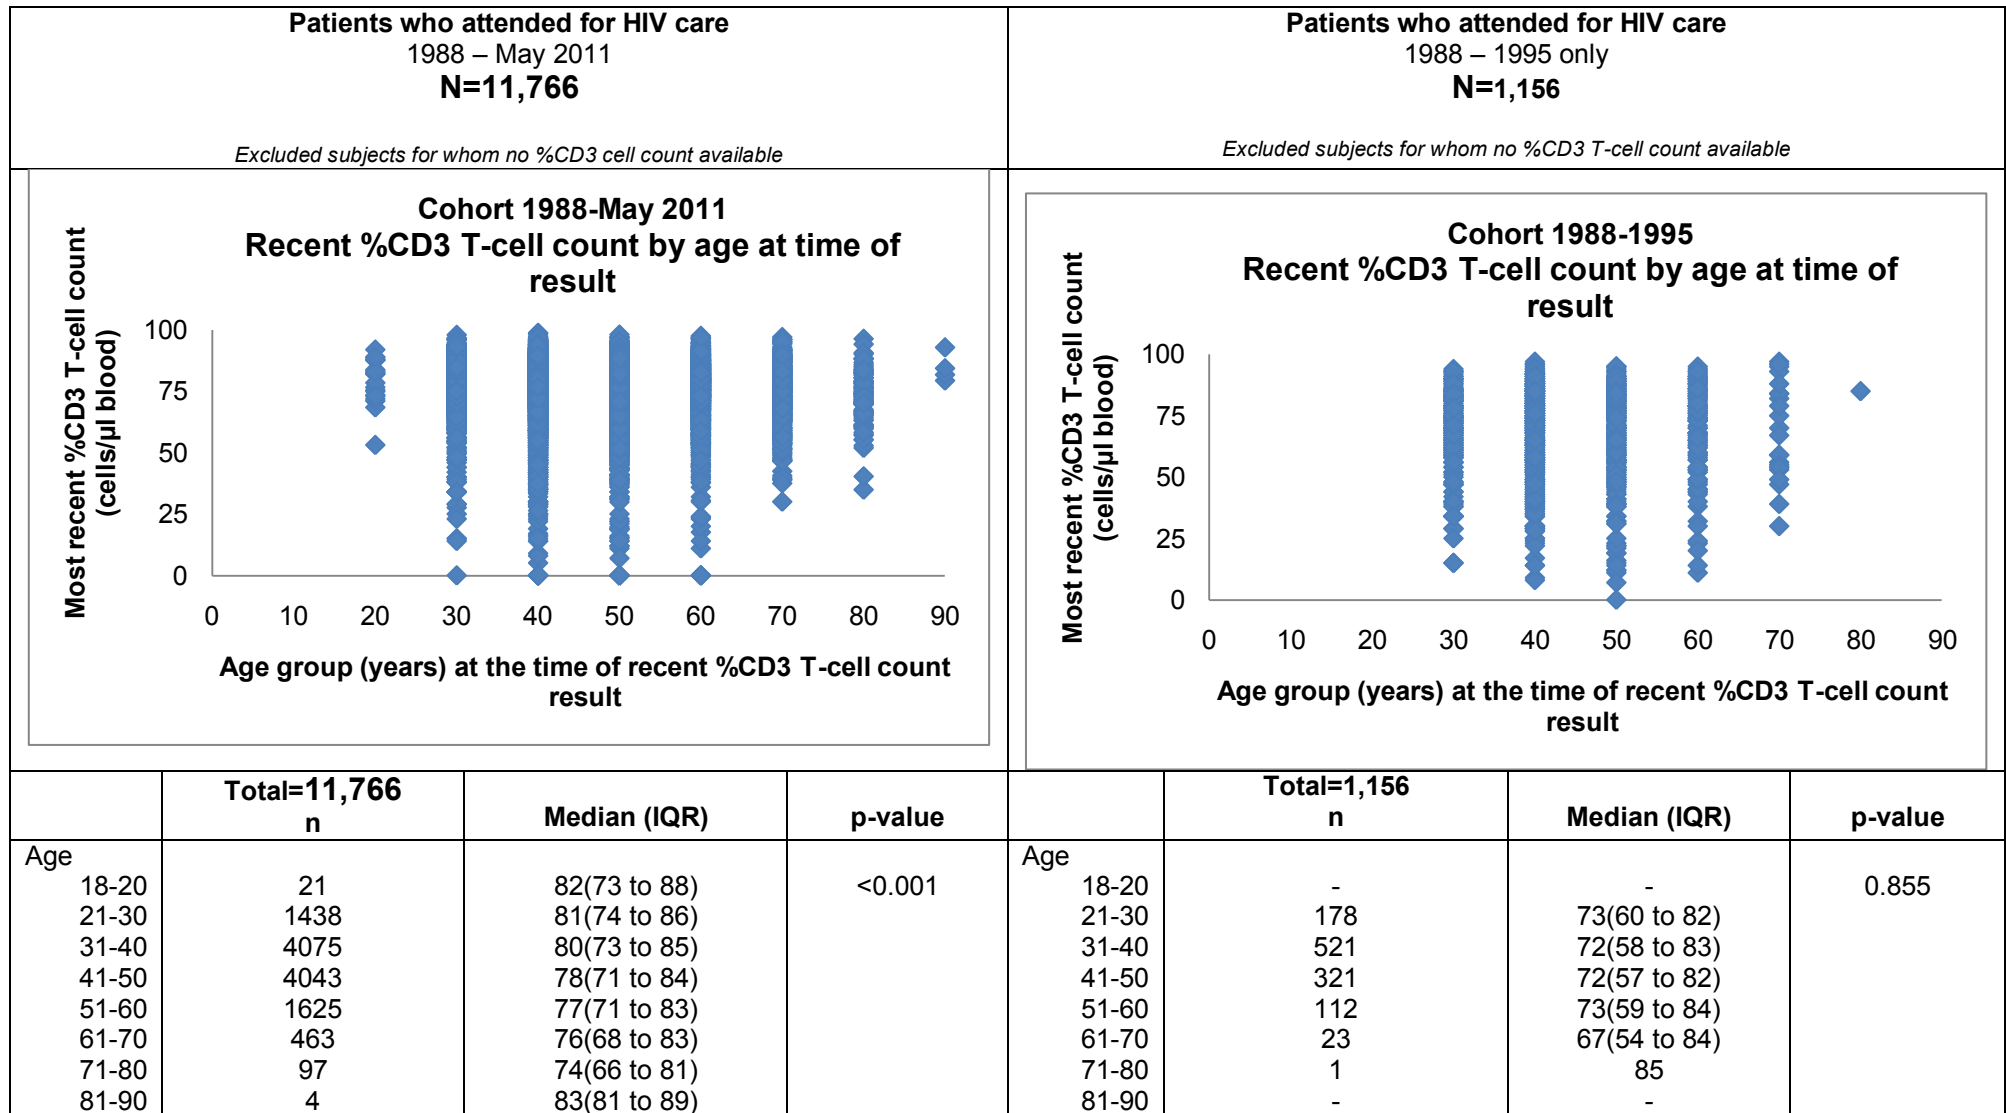 Patients who attended for HIV care
1988 – May 2011
N=11,766
Excluded subjects for whom no %CD3 cell count available
Patients who attended for HIV care
1988 – 1995 only
N=1,156
Excluded subjects for whom no %CD3 T-cell count available
Cohort 1988-May 2011
Recent %CD3 T-cell count by age at time of
result
Most recent %CD3 T-cell count
(cells/µl blood)
100
75
50
25
0
0 10 20 30 40 50 60 70 80 90
Age group (years) at the time of recent %CD3 T-cell count
result
Cohort 1988-1995
Recent %CD3 T-cell count by age at time of
result
Most recent %CD3 T-cell count
(cells/µl blood)
100
75
50
25
0
0 10 20 30 40 50 60 70 80 90
Age group (years) at the time of recent %CD3 T-cell count
result
Total=11,766
n Median (IQR) p-value
Age
18-20 21 82(73 to 88) <0.001
21-30 1438 81(74 to 86)
31-40 4075 80(73 to 85)
41-50 4043 78(71 to 84)
51-60 1625 77(71 to 83)
61-70 463 76(68 to 83)
71-80 97 74(66 to 81)
81-90 4 83(81 to 89)
Total=1,156
n Median (IQR) p-value
Age
18-20 - - 0.855
21-30 178 73(60 to 82)
31-40 521 72(58 to 83)
41-50 321 72(57 to 82)
51-60 112 73(59 to 84)
61-70 23 67(54 to 84)
71-80 1 85
81-90 - -